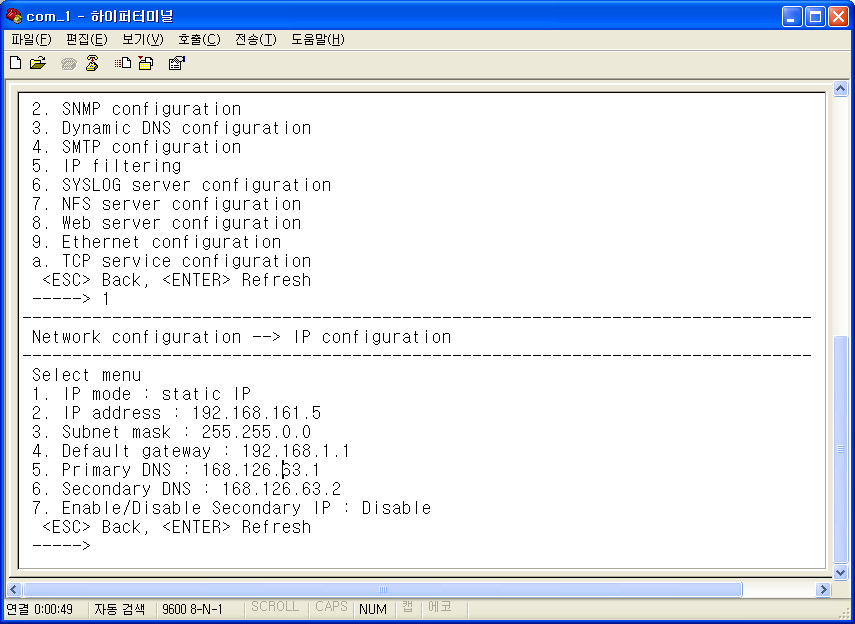 com_1 - 하이퍼터미널
파일(F) 편집(E) 보기(V) 호출(C) 전송(T) 도움말(H)
2. SNMP configuration
3. Dynamic DNS configuration
4. SMTP configuration
5. IP filtering
6. SYSLOG server configuration
7. NFS server configuration
8. Web server configuration
9. Ethernet configuration
a. TCP service configuration
<ESC> Back, <ENTER> Refresh
-----> 1
-------------------------------------------------------------------------------
Network configuration --> IP configuration
-------------------------------------------------------------------------------
Select menu
1. IP mode : static IP
2. IP address : 192.168.161.5
3. Subnet mask : 255.255.0.0
4. Default gateway : 192.168.1.1
5. Primary DNS : 168.126.63.1
6. Secondary DNS : 168.126.63.2
7. Enable/Disable Secondary IP : Disable
<ESC> Back, <ENTER> Refresh
----->
연결 0:00:49 자동 검색 9600 8-N-1 SCROLL CAPS NUM 캡 에코